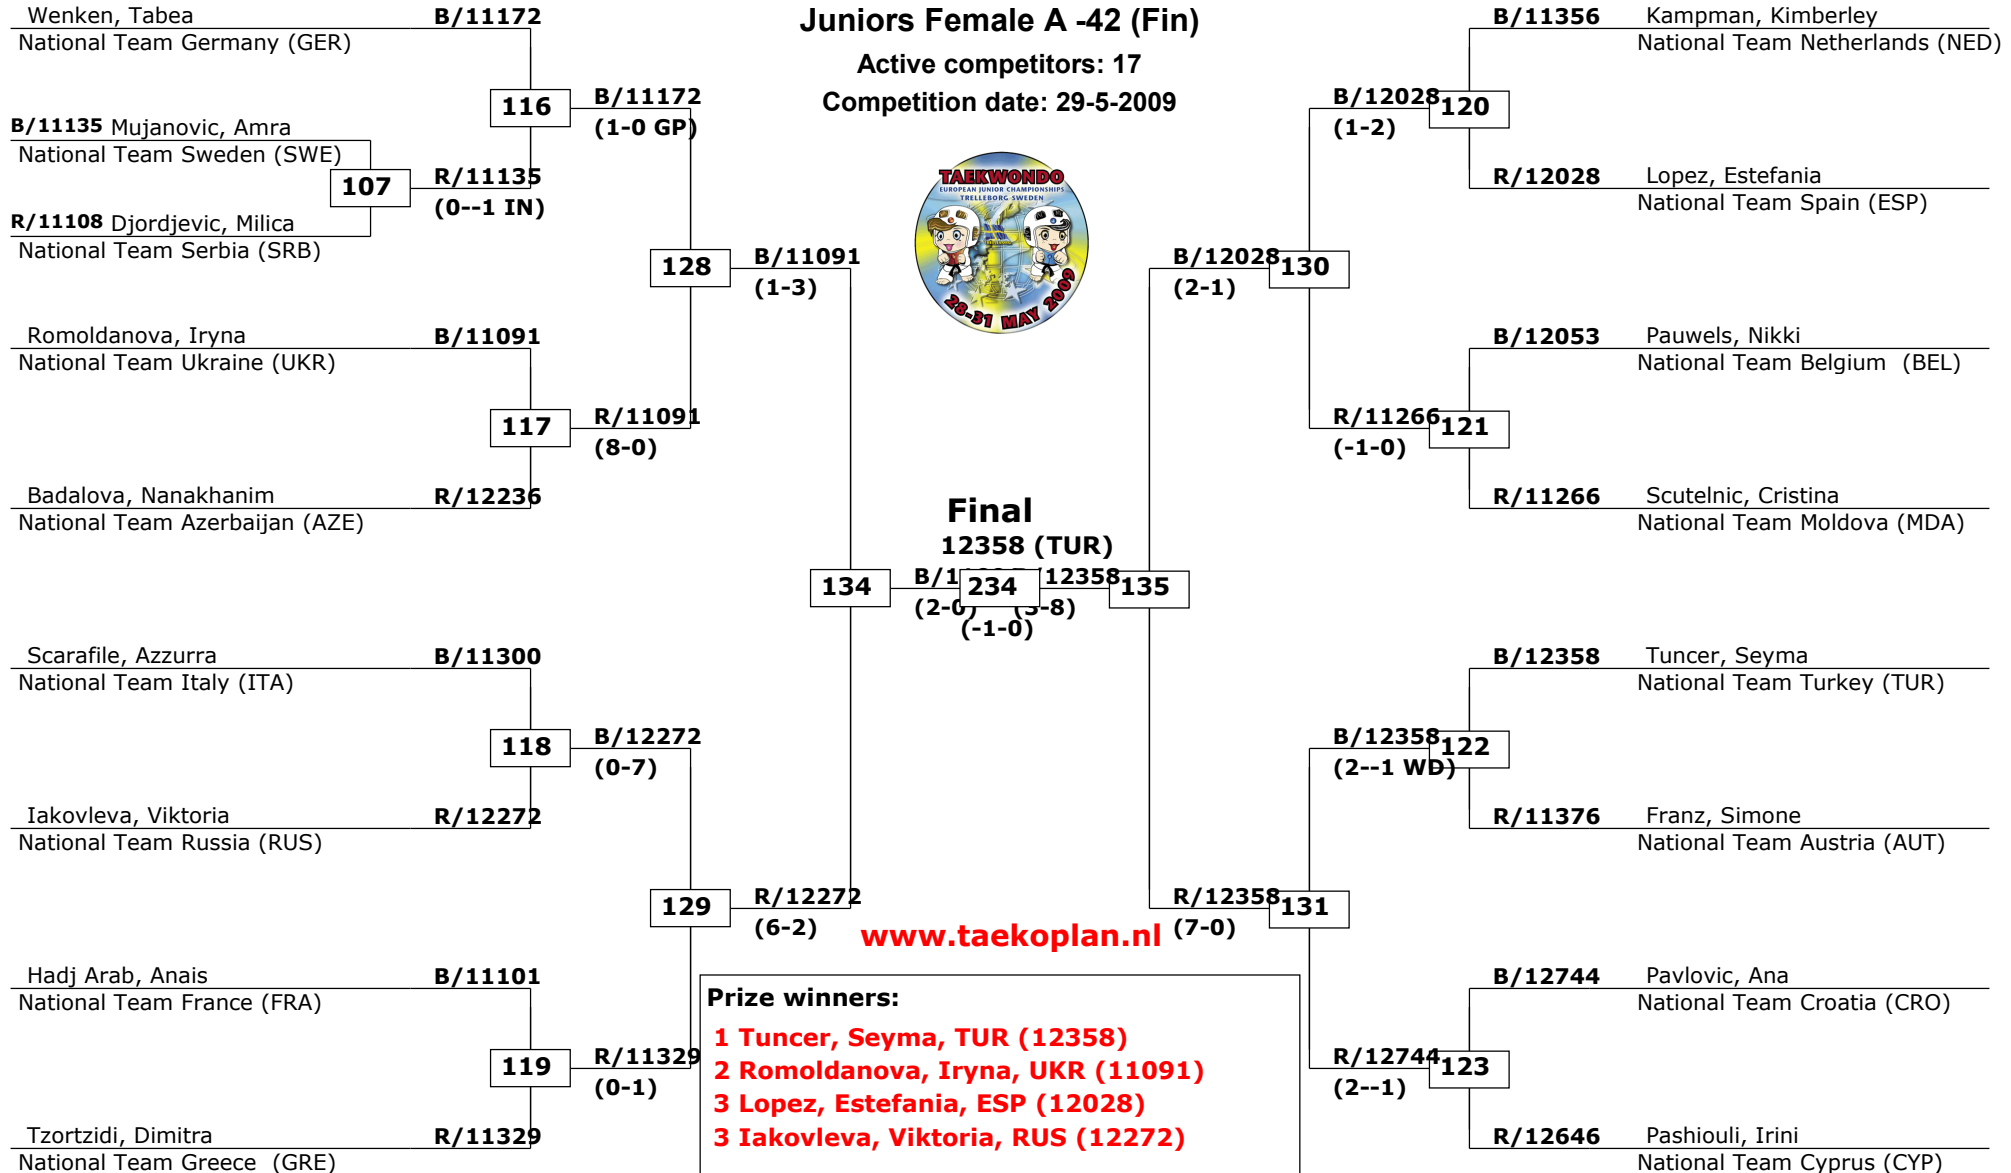 Juniors Female A -42 (Fin)
Active competitors: 17
Competition date: 29-5-2009
TAEKWONDO
EUROPEAN JUNIOR CHAMPIONSHIPS
TRELLEBORG SWEDEN
28-31 MAY 2009
Wenken, Tabea B/11172
National Team Germany (GER)
116
B/11172
(1-0 GP)
B/11135 Mujanovic, Amra
National Team Sweden (SWE)
107
R/11135
(0--1 IN)
R/11108 Djordjevic, Milica
National Team Serbia (SRB)
128
B/11091
(1-3)
Romoldanova, Iryna B/11091
National Team Ukraine (UKR)
117
R/11091
(8-0)
Badalova, Nanakhanim R/12236
National Team Azerbaijan (AZE)
Scarafile, Azzurra B/11300
National Team Italy (ITA)
118
B/12272
(0-7)
Iakovleva, Viktoria R/12272
National Team Russia (RUS)
129
R/12272
(6-2)
Hadj Arab, Anais B/11101
National Team France (FRA)
119
R/11329
(0-1)
Tzortzidi, Dimitra R/11329
National Team Greece (GRE)
Final
12358 (TUR)
134
234
12358
135
(-1-0)
B/11356 Kampman, Kimberley
National Team Netherlands (NED)
B/12028
120
(1-2)
R/12028 Lopez, Estefania
National Team Spain (ESP)
B/12028
130
(2-1)
B/12053 Pauwels, Nikki
National Team Belgium (BEL)
R/11266
121
(-1-0)
R/11266 Scutelnic, Cristina
National Team Moldova (MDA)
B/12358 Tuncer, Seyma
National Team Turkey (TUR)
B/12358
122
(2--1 WD)
R/11376 Franz, Simone
National Team Austria (AUT)
R/12358
131
(7-0)
B/12744 Pavlovic, Ana
National Team Croatia (CRO)
R/12744
123
(2--1)
R/12646 Pashiouli, Irini
National Team Cyprus (CYP)
www.taekoplan.nl
Prize winners:
1 Tuncer, Seyma, TUR (12358)
2 Romoldanova, Iryna, UKR (11091)
3 Lopez, Estefania, ESP (12028)
3 Iakovleva, Viktoria, RUS (12272)